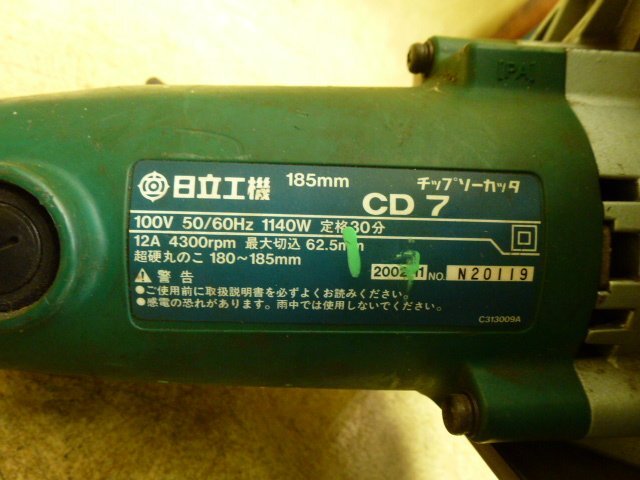 PA
日立工機 185mm チップソーカッタ
CD 7
100V 50/60Hz 1140W 定格30分
12A 4300rpm 最大切込 62.5mm
超硬丸のこ 180～185mm
NO. N20119
警告
●ご使用前に取扱説明書を必ずよくお読みください。
●感電の恐れがあります。雨中では使用しないでください。
C313009A